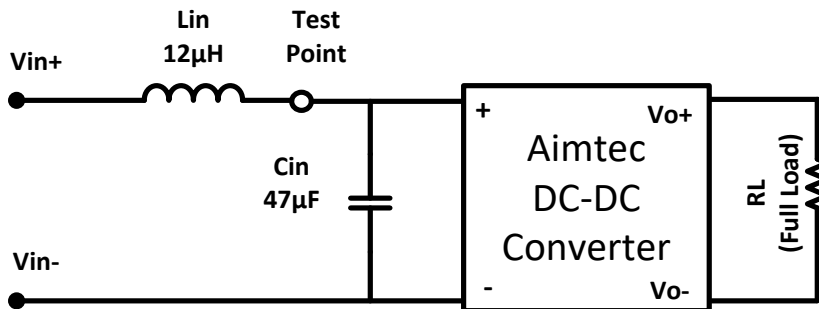 Lin
12µH
Test
Point
Vin+
Cin
47µF
+
Vo+
Aimtec
DC-DC
Converter
-
Vo-
RL
(Full Load)
Vin-